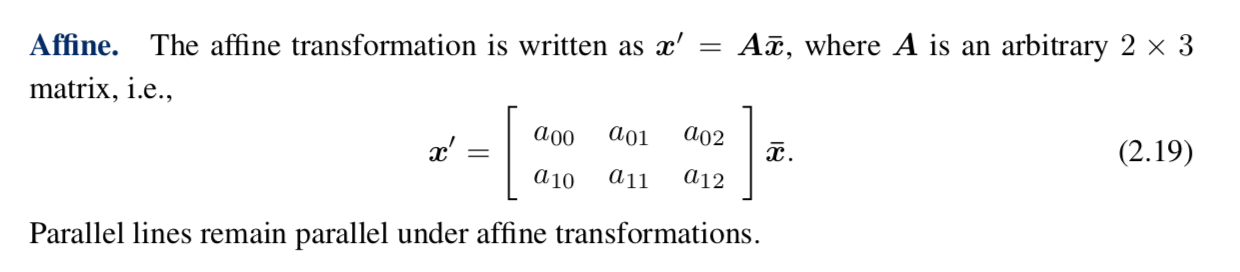 Affine. The affine transformation is written as x′ = Ax̄, where A is an arbitrary 2 × 3
matrix, i.e.,
x′ = [ a₀₀ a₀₁ a₀₂
a₁₀ a₁₁ a₁₂ ] x̄. (2.19)
Parallel lines remain parallel under affine transformations.